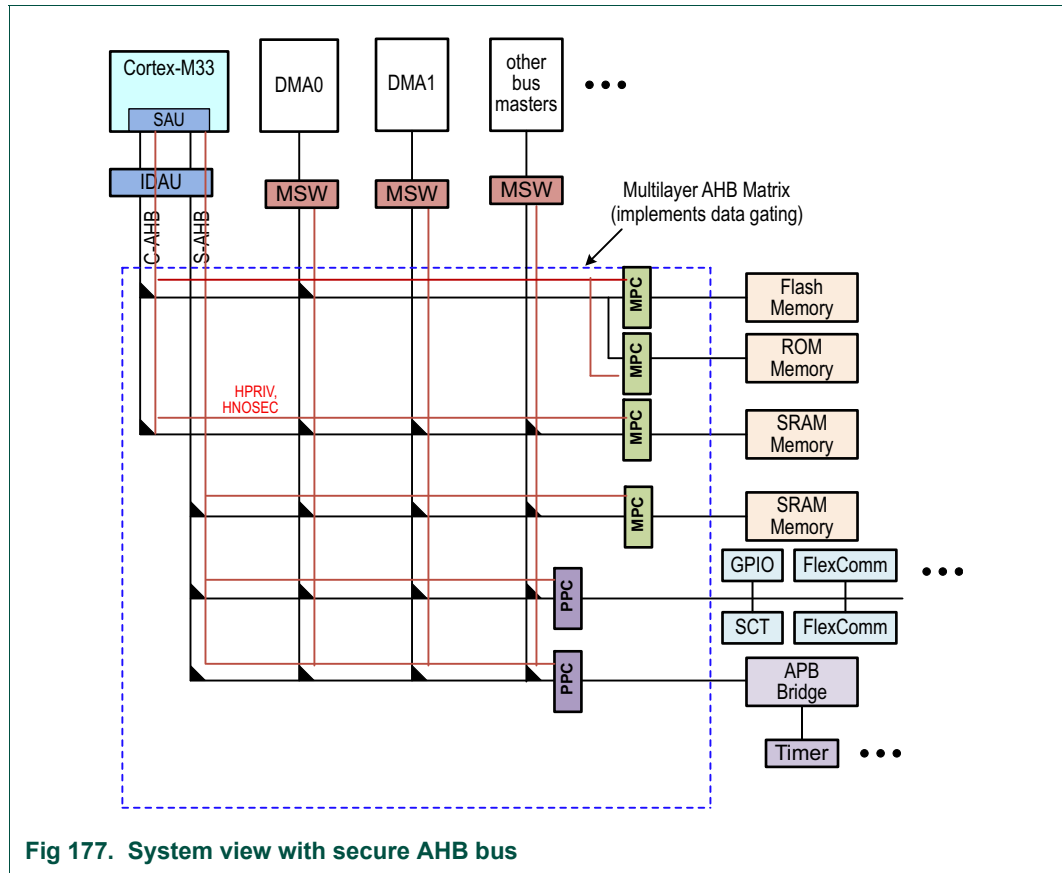 Cortex-M33
SAU
DMA0
DMA1
other
bus
masters
IDAU
MSW
MSW
MSW
C-AHB
S-AHB
Multilayer AHB Matrix
(implements data gating)
MPC
Flash
Memory
MPC
ROM
Memory
HPRIV,
HNOSEC
MPC
SRAM
Memory
MPC
SRAM
Memory
GPIO
FlexComm
PPC
SCT
FlexComm
PPC
APB
Bridge
Timer
Fig 177. System view with secure AHB bus